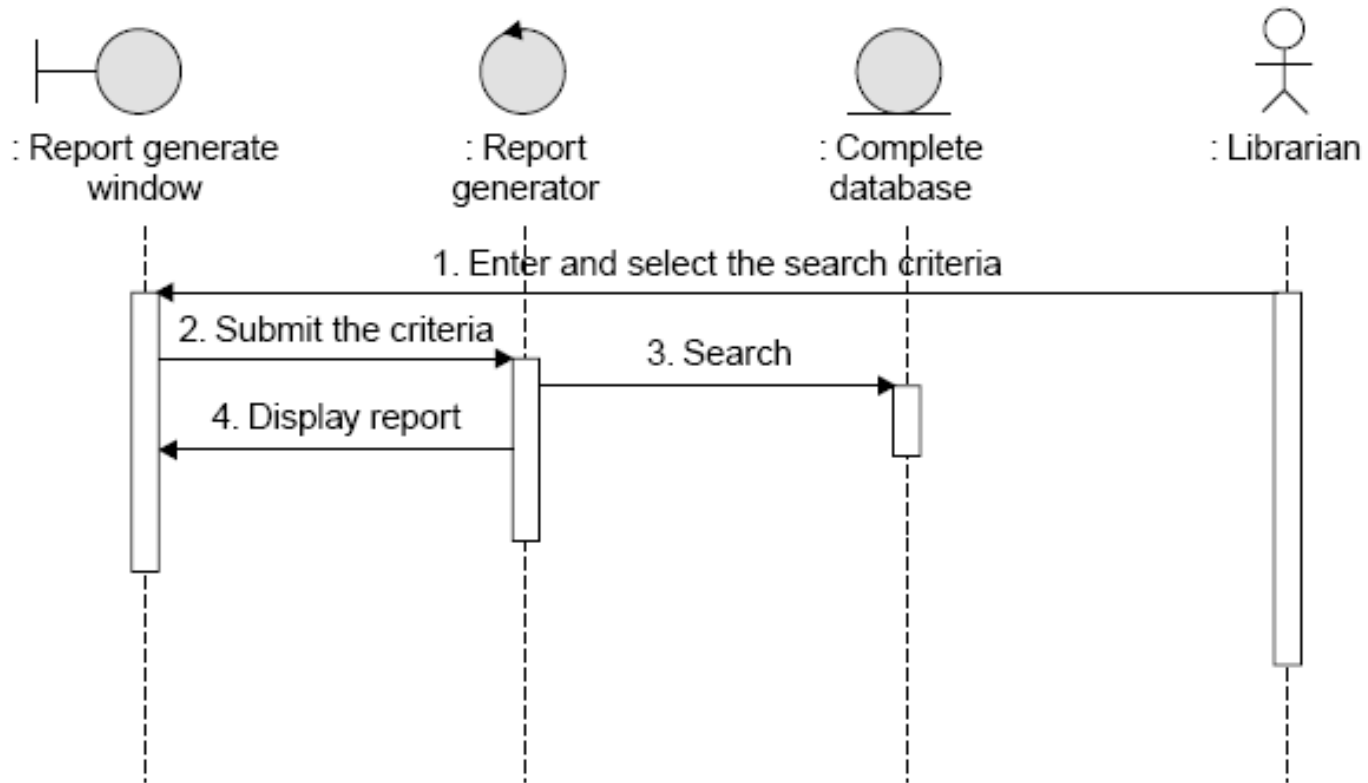 : Report generate
window
: Report
generator
: Complete
database
: Librarian
1. Enter and select the search criteria
2. Submit the criteria
3. Search
4. Display report